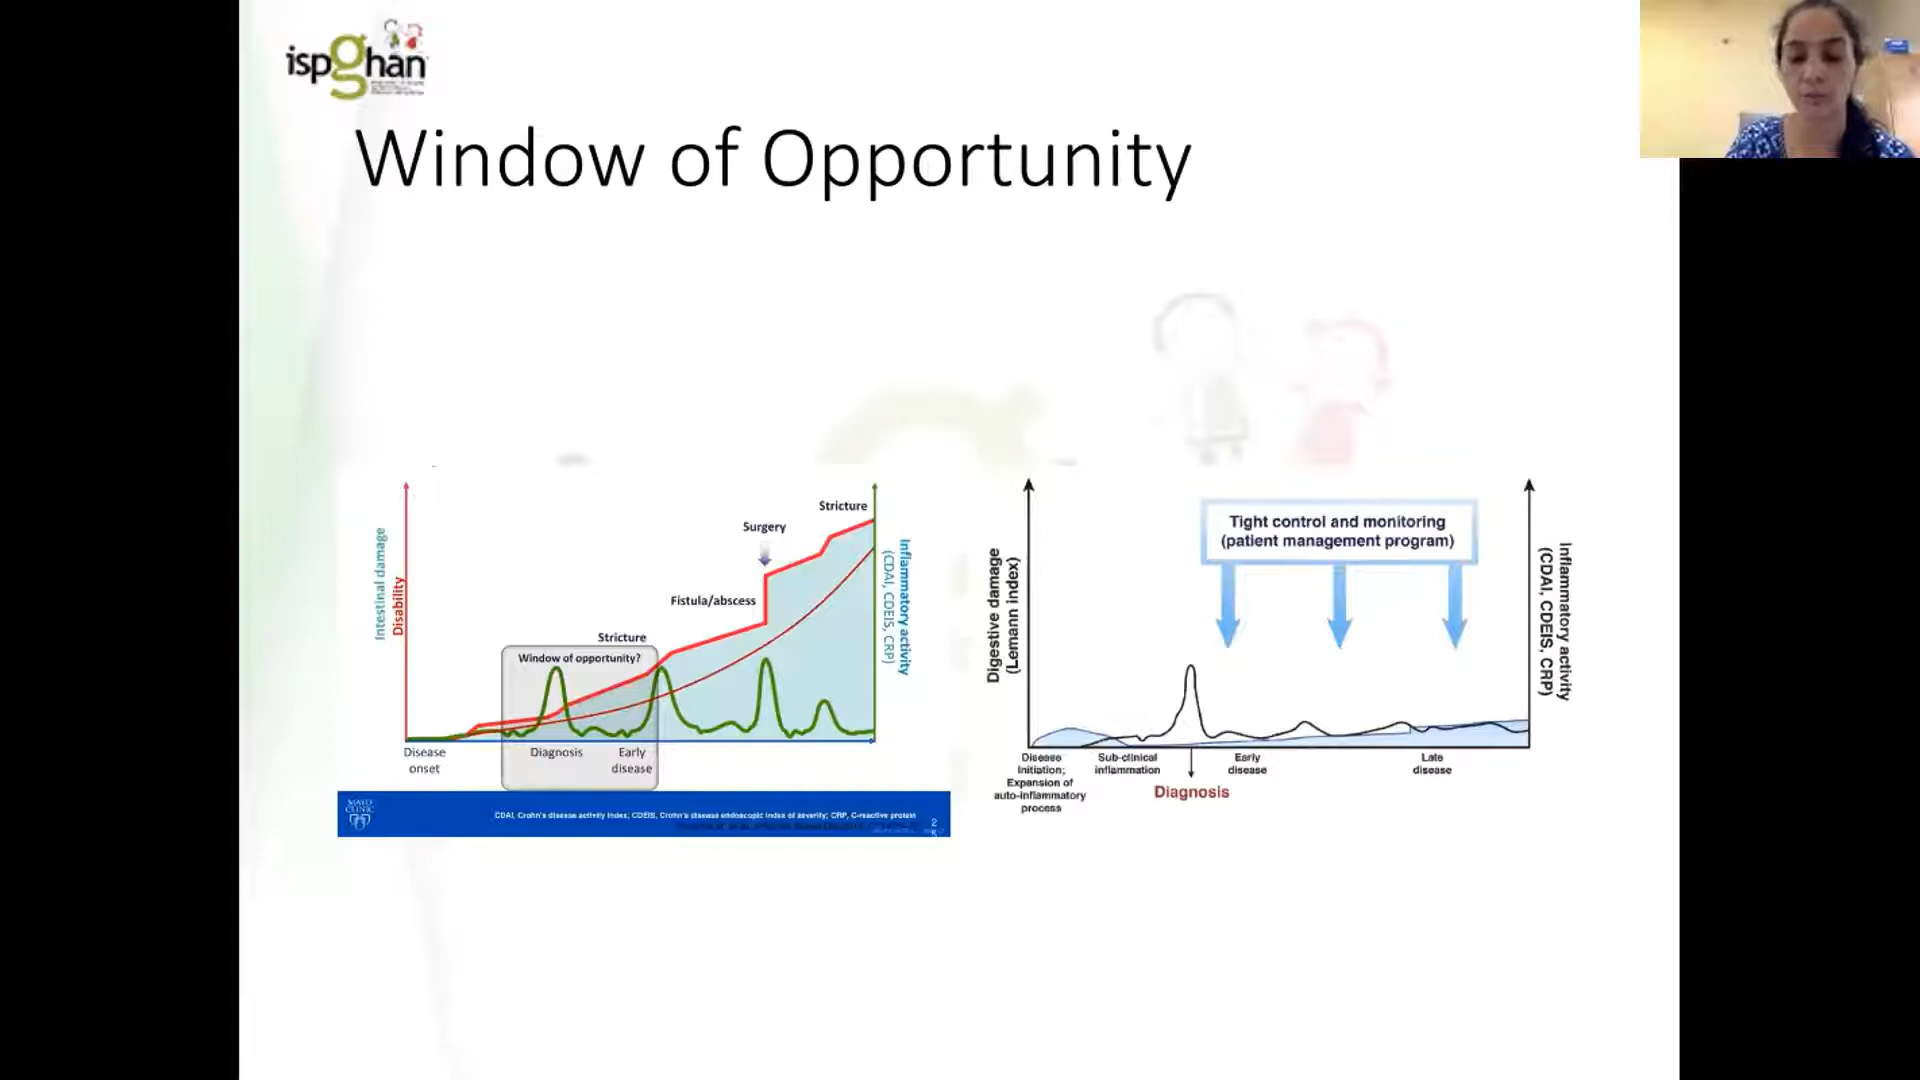 ispghan
Window of Opportunity
Intestinal damage
Disability
Stricture
Surgery
Fistula/abscess
Stricture
Window of opportunity?
Disease
onset
Diagnosis
Early
disease
Inflammatory activity
(CDAI, CDEIS, CRP)
MAYO
CLINIC
CDAI, Crohn's disease activity index; CDEIS, Crohn's disease endoscopic index of severity; CRP, C-reactive protein
Digestive damage
(Lemann index)
Tight control and monitoring
(patient management program)
Inflammatory activity
(CDAI, CDEIS, CRP)
Disease
Initiation;
Expansion of
auto-inflammatory
process
Sub-clinical
inflammation
Diagnosis
Early
disease
Late
disease